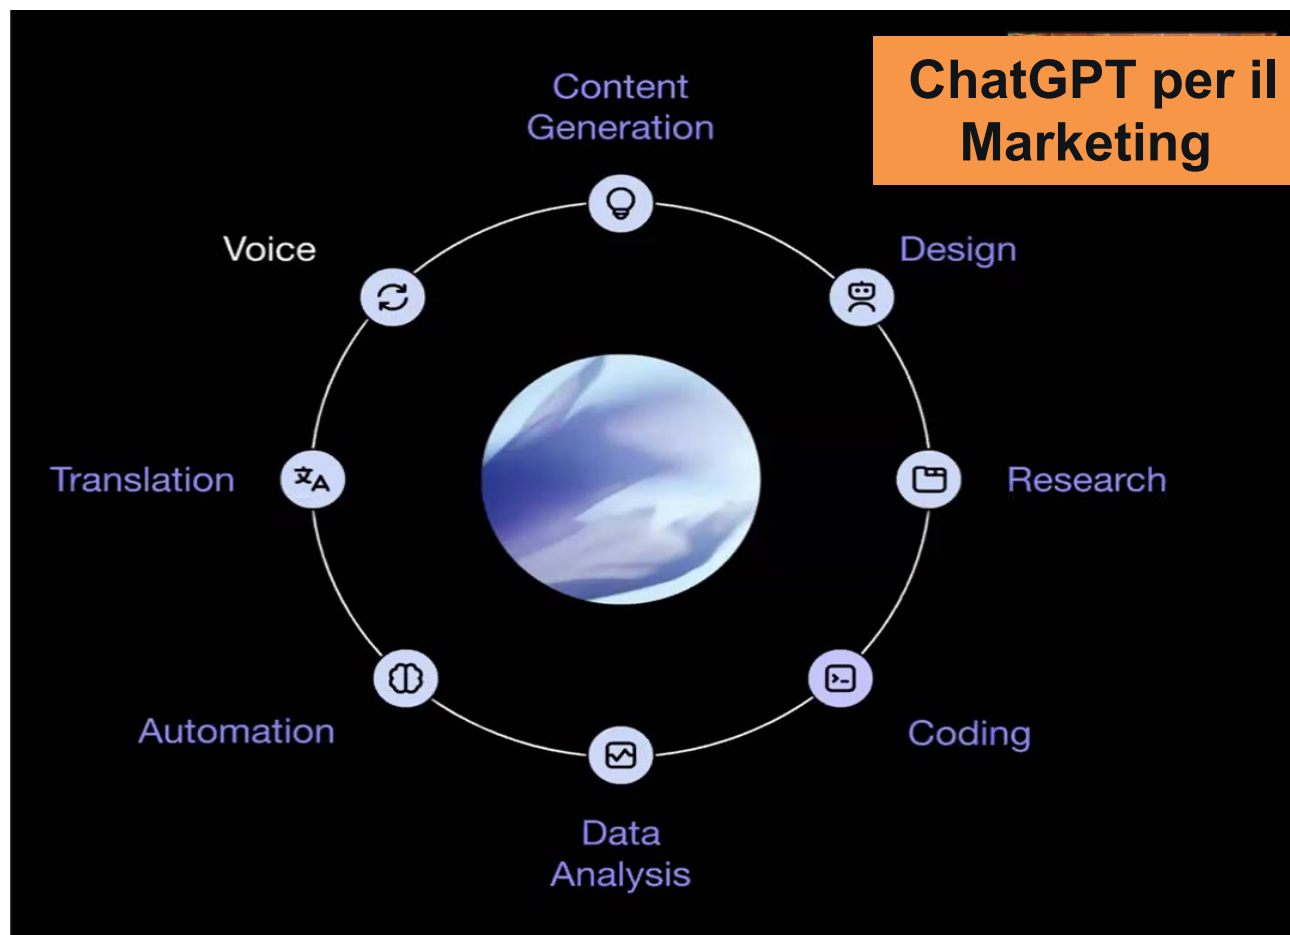 ChatGPT per il
Marketing
Content
Generation
Voice
Design
Translation
Research
Automation
Coding
Data
Analysis